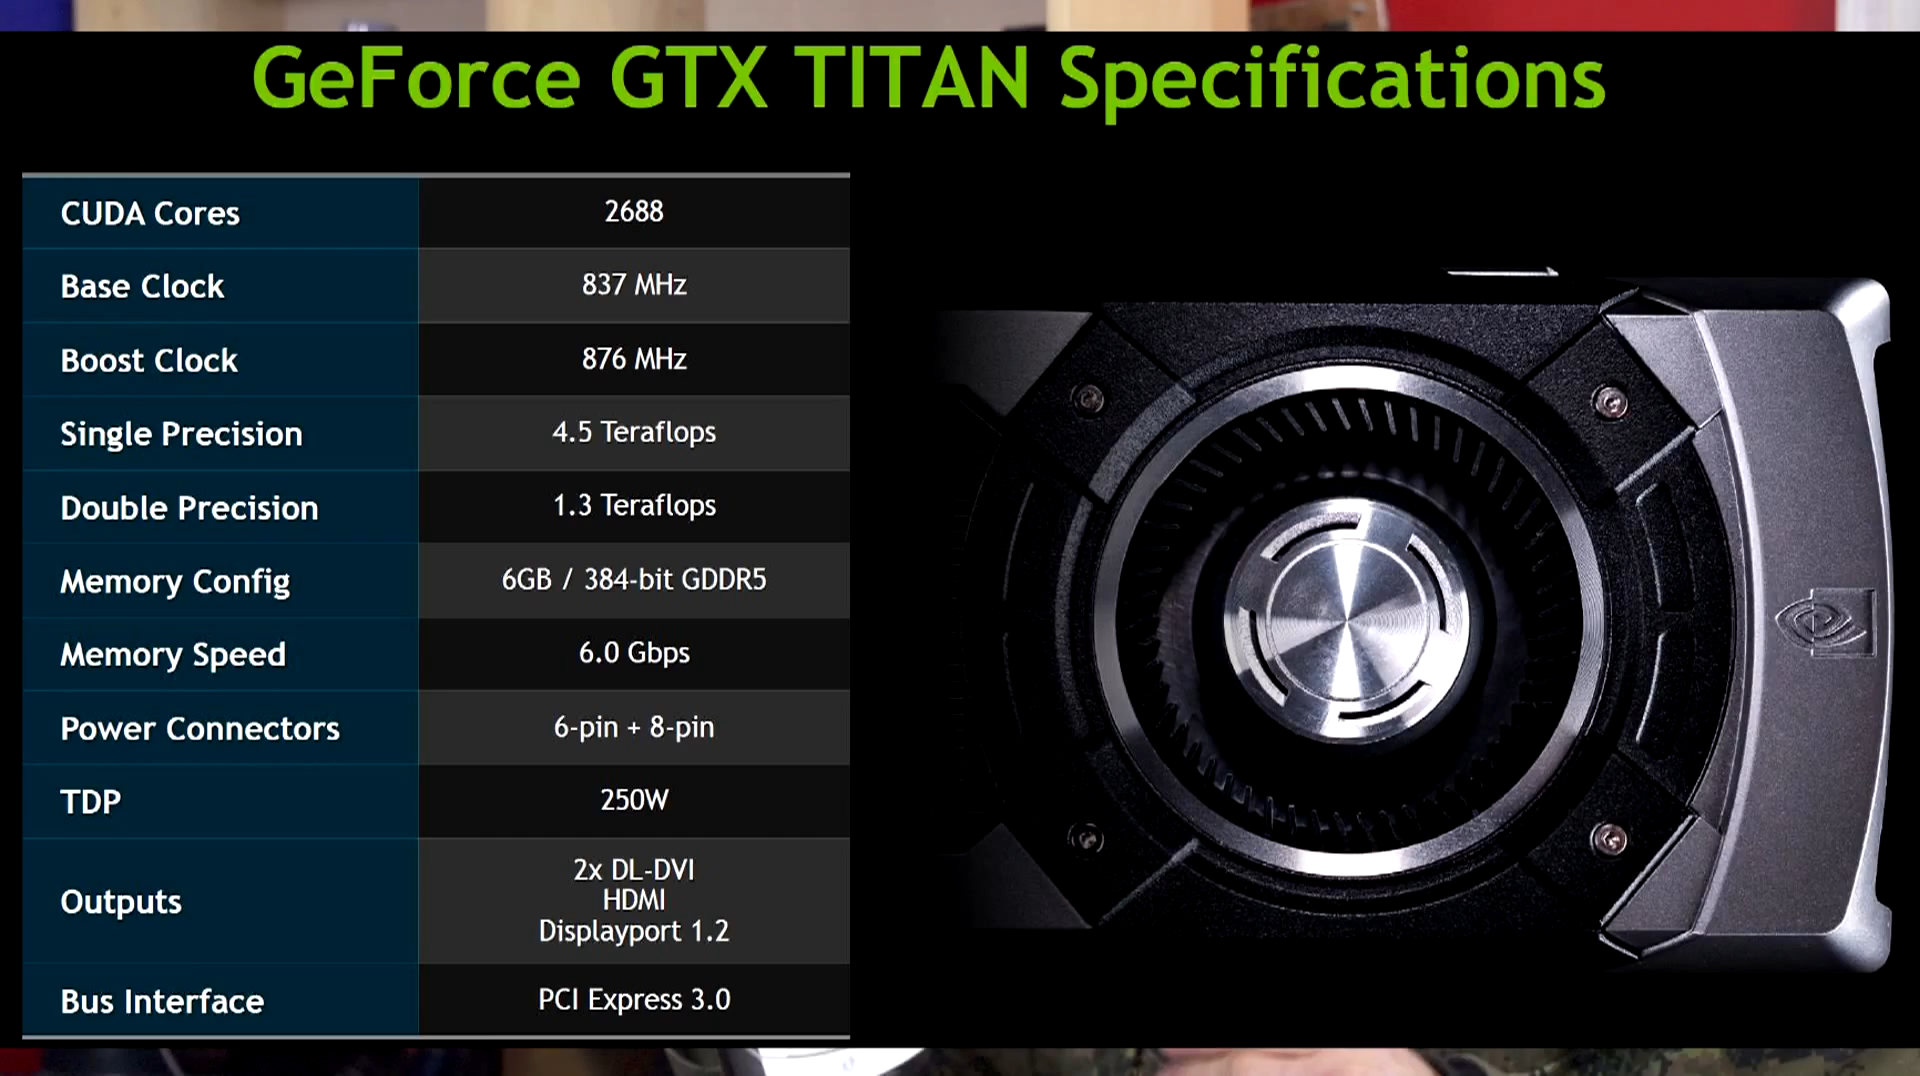 GeForce GTX TITAN Specifications
CUDA Cores 2688
Base Clock 837 MHz
Boost Clock 876 MHz
Single Precision 4.5 Teraflops
Double Precision 1.3 Teraflops
Memory Config 6GB / 384-bit GDDR5
Memory Speed 6.0 Gbps
Power Connectors 6-pin + 8-pin
TDP 250W
Outputs 2x DL-DVI
HDMI
Displayport 1.2
Bus Interface PCI Express 3.0